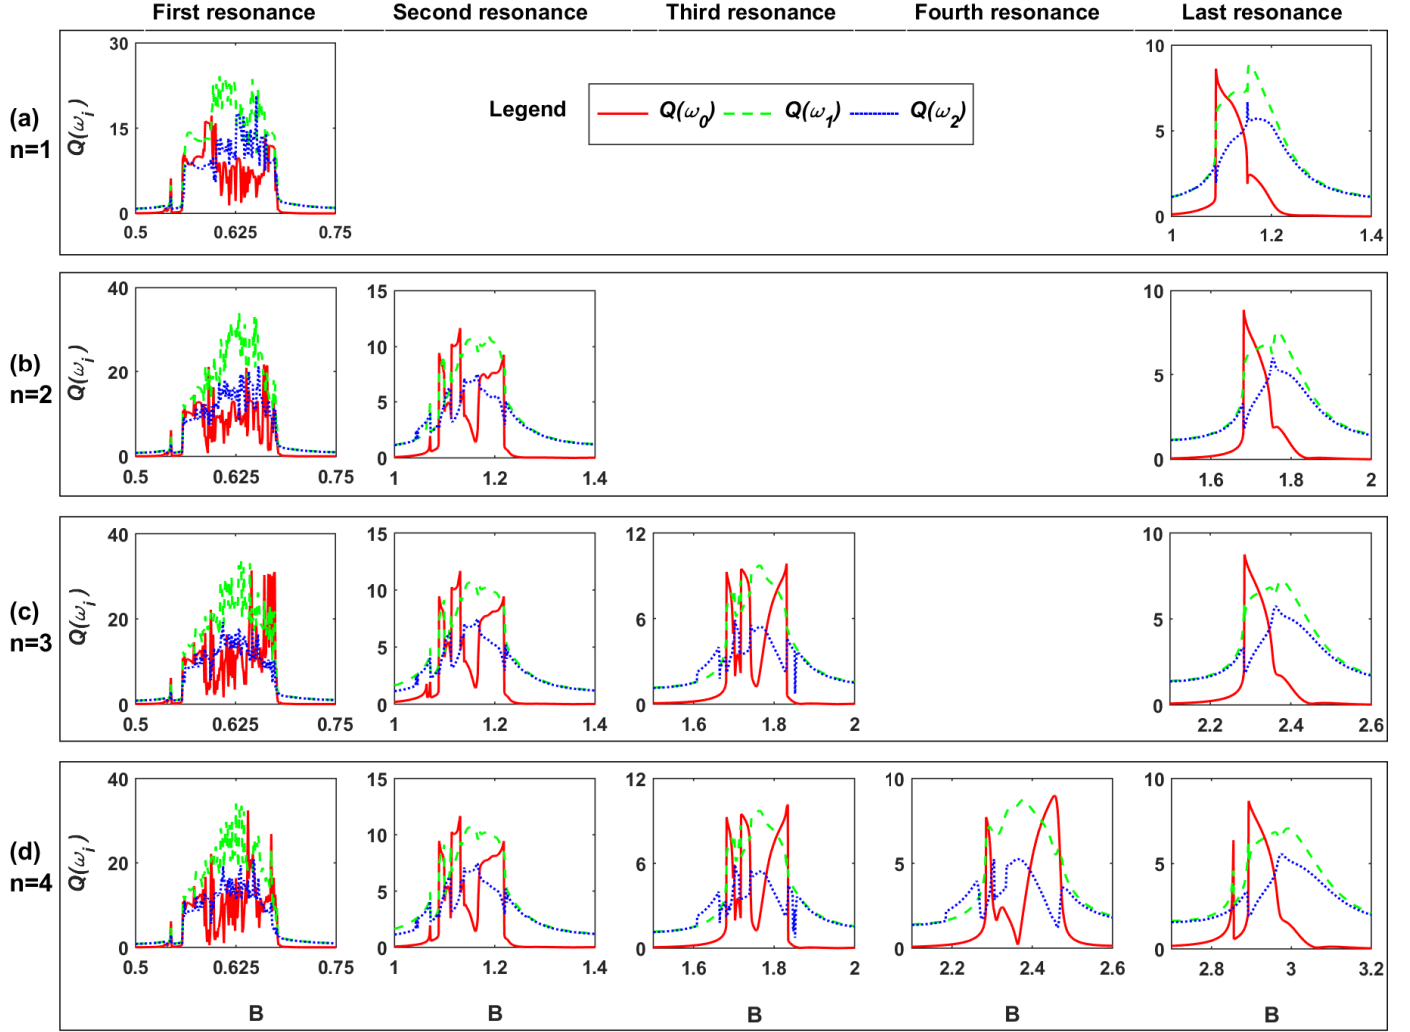 First resonance Second resonance Third resonance Fourth resonance Last resonance
(a)
n=1
Q(ω_i)
30
15
0
0.5 0.625 0.75
Legend Q(ω_0) Q(ω_1) Q(ω_2)
10
5
0
1 1.2 1.4
(b)
n=2
Q(ω_i)
40
20
0
0.5 0.625 0.75
15
10
5
0
1 1.2 1.4
10
5
0
1.6 1.8 2
(c)
n=3
Q(ω_i)
40
20
0
0.5 0.625 0.75
15
10
5
0
1 1.2 1.4
12
6
0
1.6 1.8 2
10
5
0
2.2 2.4 2.6
(d)
n=4
Q(ω_i)
40
20
0
0.5 0.625 0.75
15
10
5
0
1 1.2 1.4
12
6
0
1.6 1.8 2
10
5
0
2.2 2.4 2.6
10
5
0
2.8 3 3.2
B B B B B